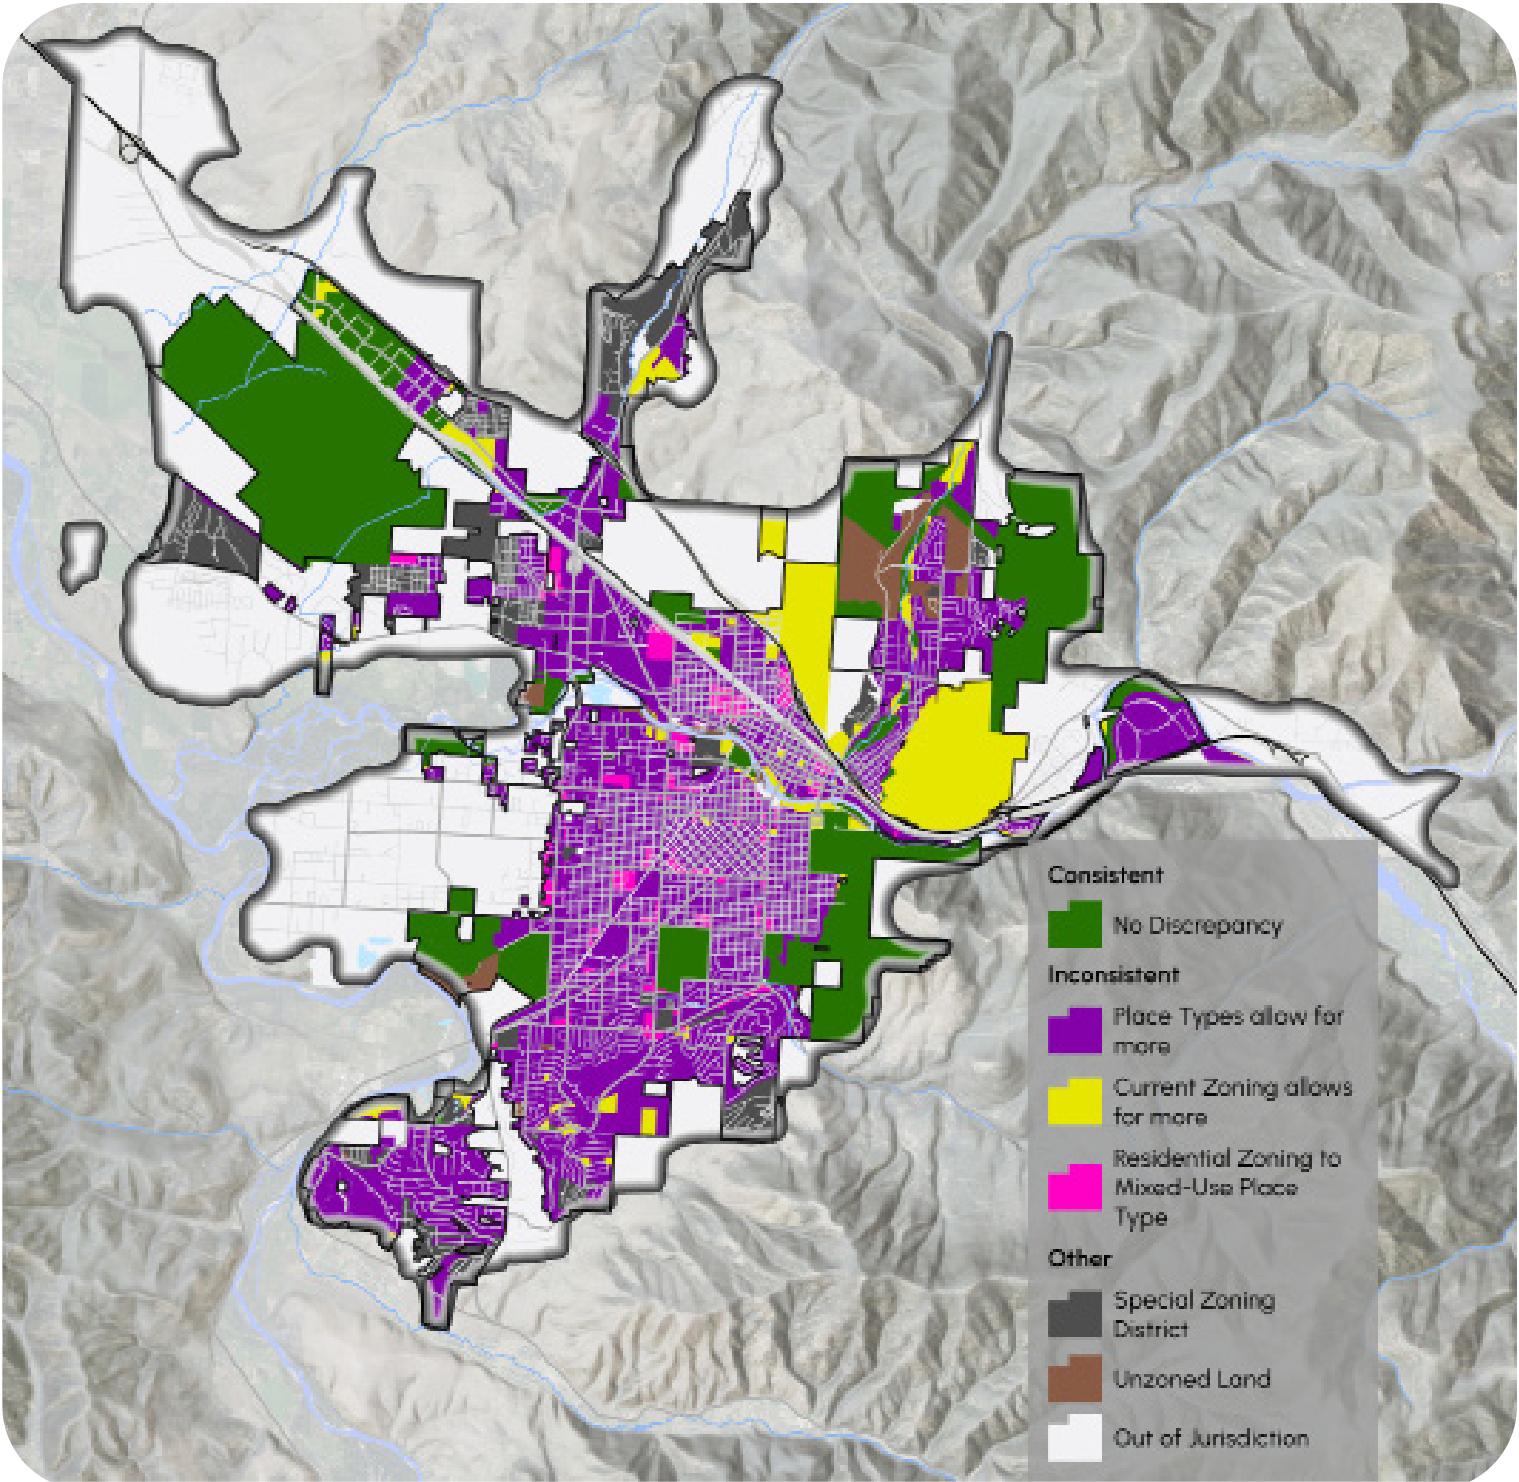 Consistent
No Discrepancy
Inconsistent
Place Types allow for
more
Current Zoning allows
for more
Residential Zoning to
Mixed-Use Place
Type
Other
Special Zoning
District
Unzoned Land
Out of Jurisdiction